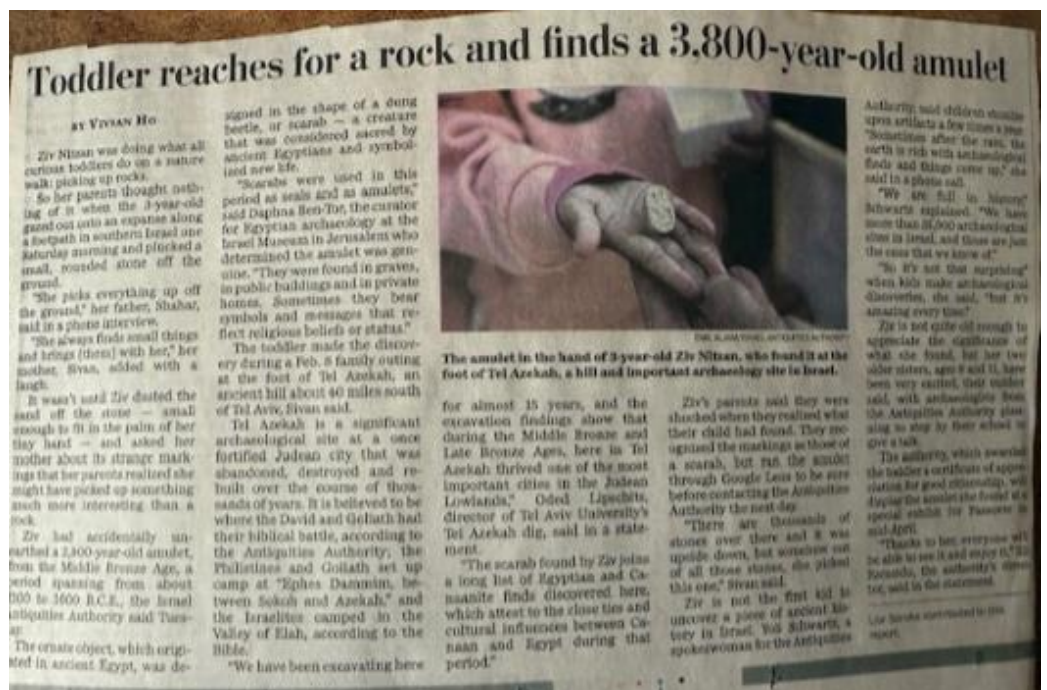 Toddler reaches for a rock and finds a 3,800-year-old amulet
BY VIVIAN HO
Ziv Nitzan was doing what all
curious toddlers do on a nature
walk: picking up rocks.
So her parents thought noth-
ing of it when the 3-year-old
gazed out onto an expanse along
a footpath in southern Israel one
Saturday morning and plucked a
small, rounded stone off the
ground.
"She picks everything up off
the ground," her father, Shahar,
said in a phone interview.
"She always finds small things
and brings [them] with her," her
mother, Sivan, added with a
laugh.
It wasn't until Ziv dusted the
sand off the stone — small
enough to fit in the palm of her
tiny hand — and asked her
mother about its strange mark-
ings that her parents realized she
might have picked up something
much more interesting than a
rock.
Ziv had accidentally un-
earthed a 3,800-year-old amulet,
from the Middle Bronze Age, a
period spanning from about
to 1600 B.C.E., the Israel
Antiquities Authority said Tues-
The ornate object, which origi-
nated in ancient Egypt, was de-
signed in the shape of a dung
beetle, or scarab — a creature
that was considered sacred by
ancient Egyptians and symbol-
ized new life.
"Scarabs were used in this
period as seals and as amulets,"
said Daphna Ben-Tor, the curator
for Egyptian archaeology at the
Israel Museum in Jerusalem who
determined the amulet was gen-
uine. "They were found in graves,
in public buildings and in private
homes. Sometimes they bear
symbols and messages that re-
flect religious beliefs or status."
The toddler made the discov-
ery during a Feb. 8 family outing
at the foot of Tel Azekah, an
ancient hill about 40 miles south
of Tel Aviv, Sivan said.
Tel Azekah is a significant
archaeological site at a once
fortified Judean city that was
abandoned, destroyed and re-
built over the course of thou-
sands of years. It is believed to be
where the David and Goliath had
their biblical battle, according to
the Antiquities Authority; the
Philistines and Goliath set up
camp at "Ephes Dammim, be-
tween Sokoh and Azekah," and
the Israelites camped in the
Valley of Elah, according to the
Bible.
"We have been excavating here
The amulet in the hand of 3-year-old Ziv Nitzan, who found it at the
foot of Tel Azekah, a hill and important archaeology site in Israel.
for almost 15 years, and the
excavation findings show that
during the Middle Bronze and
Late Bronze Ages, here in Tel
Azekah thrived one of the most
important cities in the Judean
Lowlands," Oded Lipschits,
director of Tel Aviv University's
Tel Azekah dig, said in a state-
ment.
"The scarab found by Ziv joins
a long list of Egyptian and Ca-
naanite finds discovered here,
which attest to the close ties and
cultural influences between Ca-
naan and Egypt during that
period."
Ziv's parents said they were
shocked when they realized what
their child had found. They rec-
ognized the markings as those of
a scarab, but ran the amulet
through Google Lens to be sure
before contacting the Antiquities
Authority the next day.
"There are thousands of
stones over there and it was
upside down, but somehow out
of all those stones, she picked
this one," Sivan said.
Ziv is not the first kid to
uncover a piece of ancient his-
tory in Israel. Yoli Schwartz, a
spokeswoman for the Antiquities
Authority, said children stumble
upon artifacts a few times a year.
"Sometimes after the rain, the
earth is rich with archaeological
finds and things come up," she
said in a phone call.
"We are full in history,"
Schwartz explained. "We have
more than 35,000 archaeological
sites in Israel, and those are just
the ones that we know of."
"So it's not that surprising"
when kids make archaeological
discoveries, she said, "but it's
amazing every time."
Ziv is not quite old enough to
appreciate the significance of
what she found, but her two
older sisters, ages 9 and 11, have
been very excited, their mother
said, with archaeologists from
the Antiquities Authority plan-
ning to stop by their school to
give a talk.
The authority, which awarded
the toddler a certificate of appre-
ciation for good citizenship, will
display the amulet she found at a
special exhibit for Passover in
mid-April.
"Thanks to her, everyone will
be able to see it and enjoy it," Eli
Escusido, the authority's direc-
tor, said in the statement.
contributed to this
report.